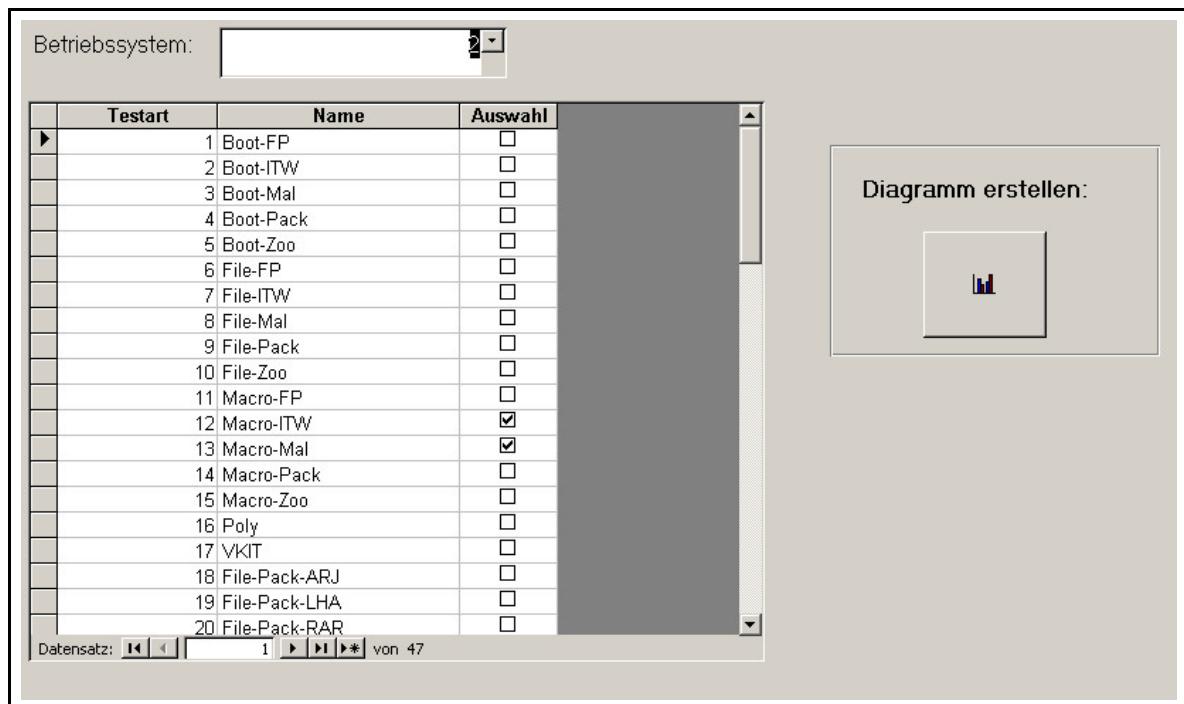 Betriebssystem: 2
Testart Name Auswahl
1 Boot-FP
2 Boot-ITW
3 Boot-Mal
4 Boot-Pack
5 Boot-Zoo
6 File-FP
7 File-ITW
8 File-Mal
9 File-Pack
10 File-Zoo
11 Macro-FP
12 Macro-ITW
13 Macro-Mal
14 Macro-Pack
15 Macro-Zoo
16 Poly
17 VKIT
18 File-Pack-ARJ
19 File-Pack-LHA
20 File-Pack-RAR
Datensatz: 1 von 47
Diagramm erstellen: